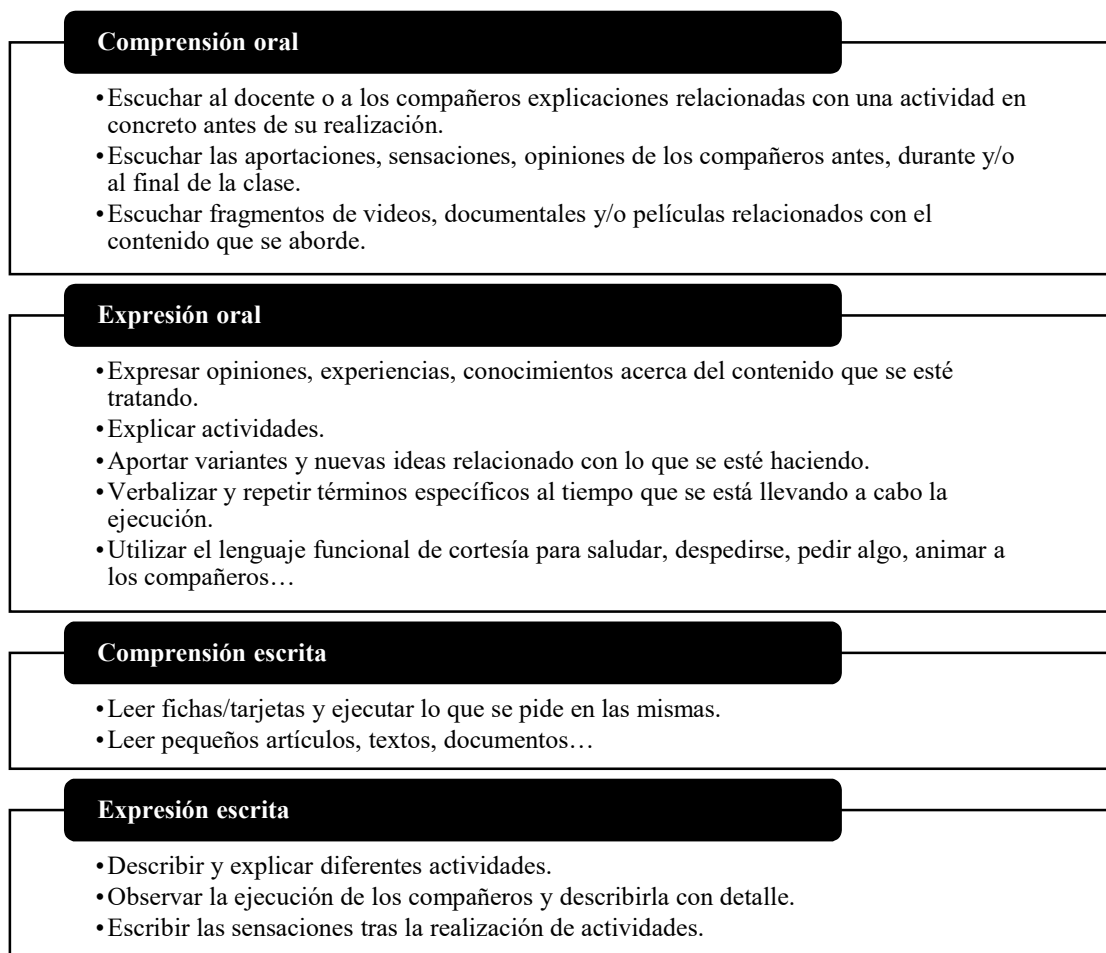 Comprensión oral
•Escuchar al docente o a los compañeros explicaciones relacionadas con una actividad en
concreto antes de su realización.
•Escuchar las aportaciones, sensaciones, opiniones de los compañeros antes, durante y/o
al final de la clase.
•Escuchar fragmentos de videos, documentales y/o películas relacionados con el
contenido que se aborde.
Expresión oral
•Expresar opiniones, experiencias, conocimientos acerca del contenido que se esté
tratando.
•Explicar actividades.
•Aportar variantes y nuevas ideas relacionado con lo que se esté haciendo.
•Verbalizar y repetir términos específicos al tiempo que se está llevando a cabo la
ejecución.
•Utilizar el lenguaje funcional de cortesía para saludar, despedirse, pedir algo, animar a
los compañeros…
Comprensión escrita
•Leer fichas/tarjetas y ejecutar lo que se pide en las mismas.
•Leer pequeños artículos, textos, documentos…
Expresión escrita
•Describir y explicar diferentes actividades.
•Observar la ejecución de los compañeros y describirla con detalle.
•Escribir las sensaciones tras la realización de actividades.